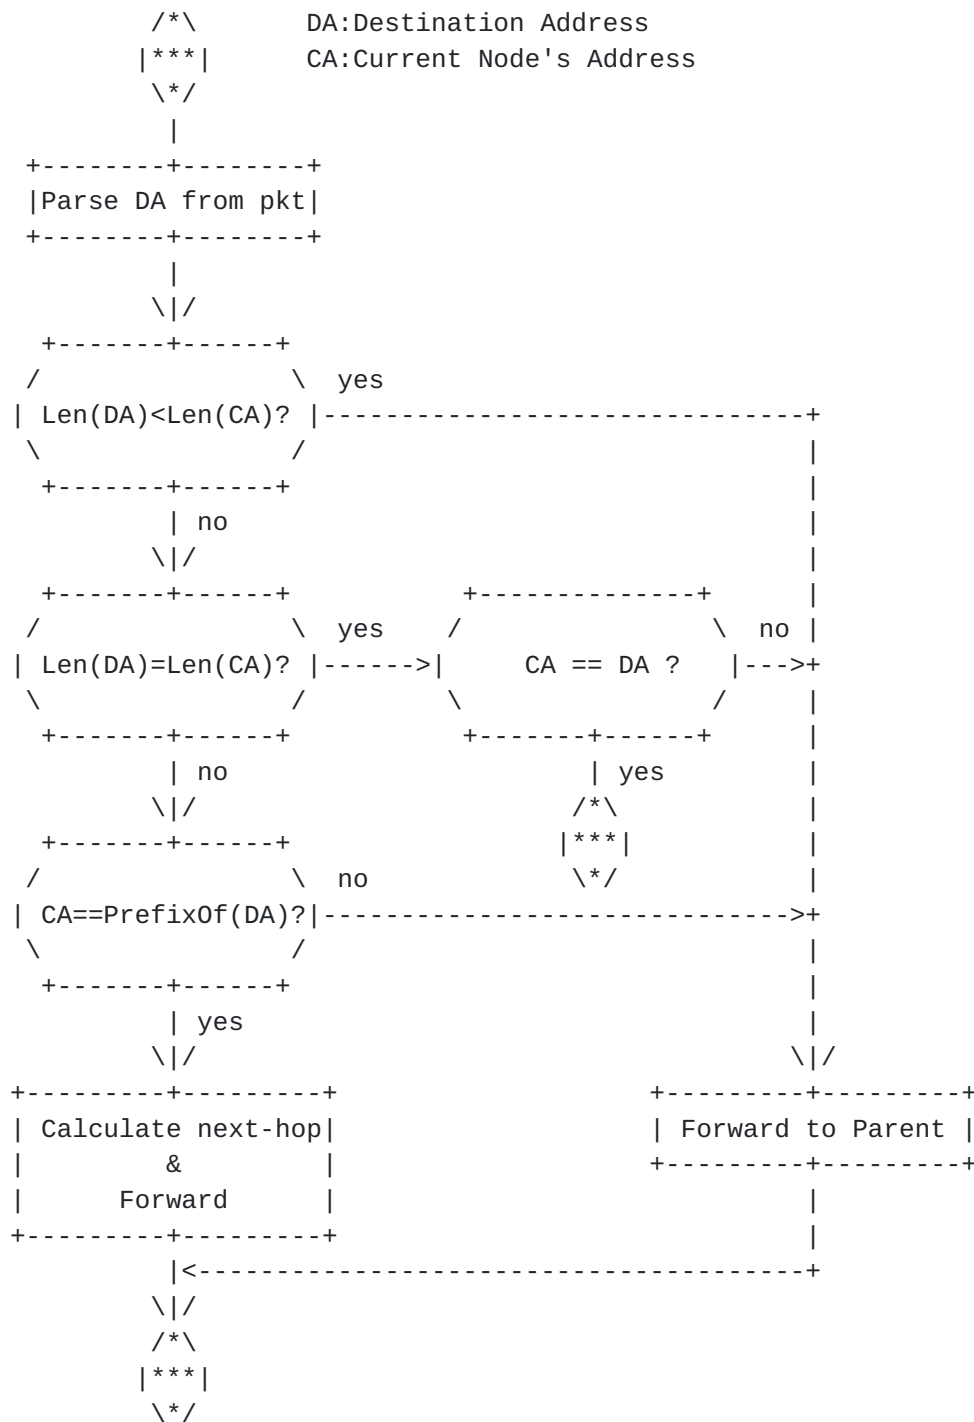 DA:Destination Address
CA:Current Node's Address
Parse DA from pkt
yes
Len(DA)<Len(CA)?
no
yes no
Len(DA)=Len(CA)? CA == DA ?
no yes
no
CA==PrefixOf(DA)?
yes
Calculate next-hop Forward to Parent
&
Forward